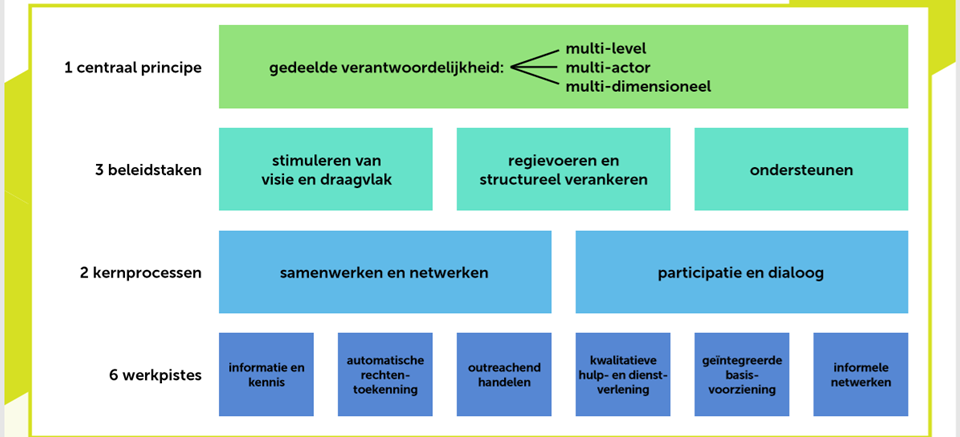 1 centraal principe
gedeelde verantwoordelijkheid:
multi-level
multi-actor
multi-dimensioneel
3 beleidstaken
stimuleren van
visie en draagvlak
regievoeren en
structureel verankeren
ondersteunen
2 kernprocessen
samenwerken en netwerken
participatie en dialoog
6 werkpistes
informatie en
kennis
automatische
rechten-
toekenning
outreachend
handelen
kwalitatieve
hulp- en dienst-
verlening
geïntegreerde
basis-
voorziening
informele
netwerken